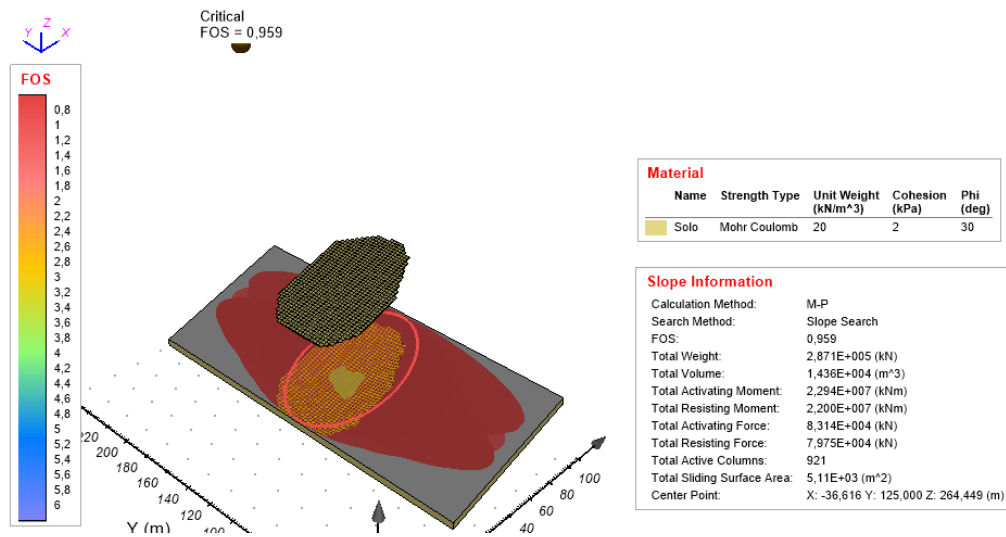 Critical
FOS = 0,959
Z
Y X
FOS
0,8
1
1,2
1,4
1,6
1,8
2
2,2
2,4
2,6
2,8
3
3,2
3,4
3,6
3,8
4
4,2
4,4
4,6
4,8
5
5,2
5,4
5,6
5,8
6
Material
Name Strength Type Unit Weight (kN/m^3) Cohesion (kPa) Phi (deg)
Solo Mohr Coulomb 20 2 30
Slope Information
Calculation Method: M-P
Search Method: Slope Search
FOS: 0,959
Total Weight: 2,871E+005 (kN)
Total Volume: 1,436E+004 (m^3)
Total Activating Moment: 2,294E+007 (kNm)
Total Resisting Moment: 2,200E+007 (kNm)
Total Activating Force: 8,314E+004 (kN)
Total Resisting Force: 7,975E+004 (kN)
Total Active Columns: 921
Total Sliding Surface Area: 5,11E+03 (m^2)
Center Point: X: -36,616 Y: 125,000 Z: 264,449 (m)
200
180
160
140
120
100
Y (m)
100
80
60
40